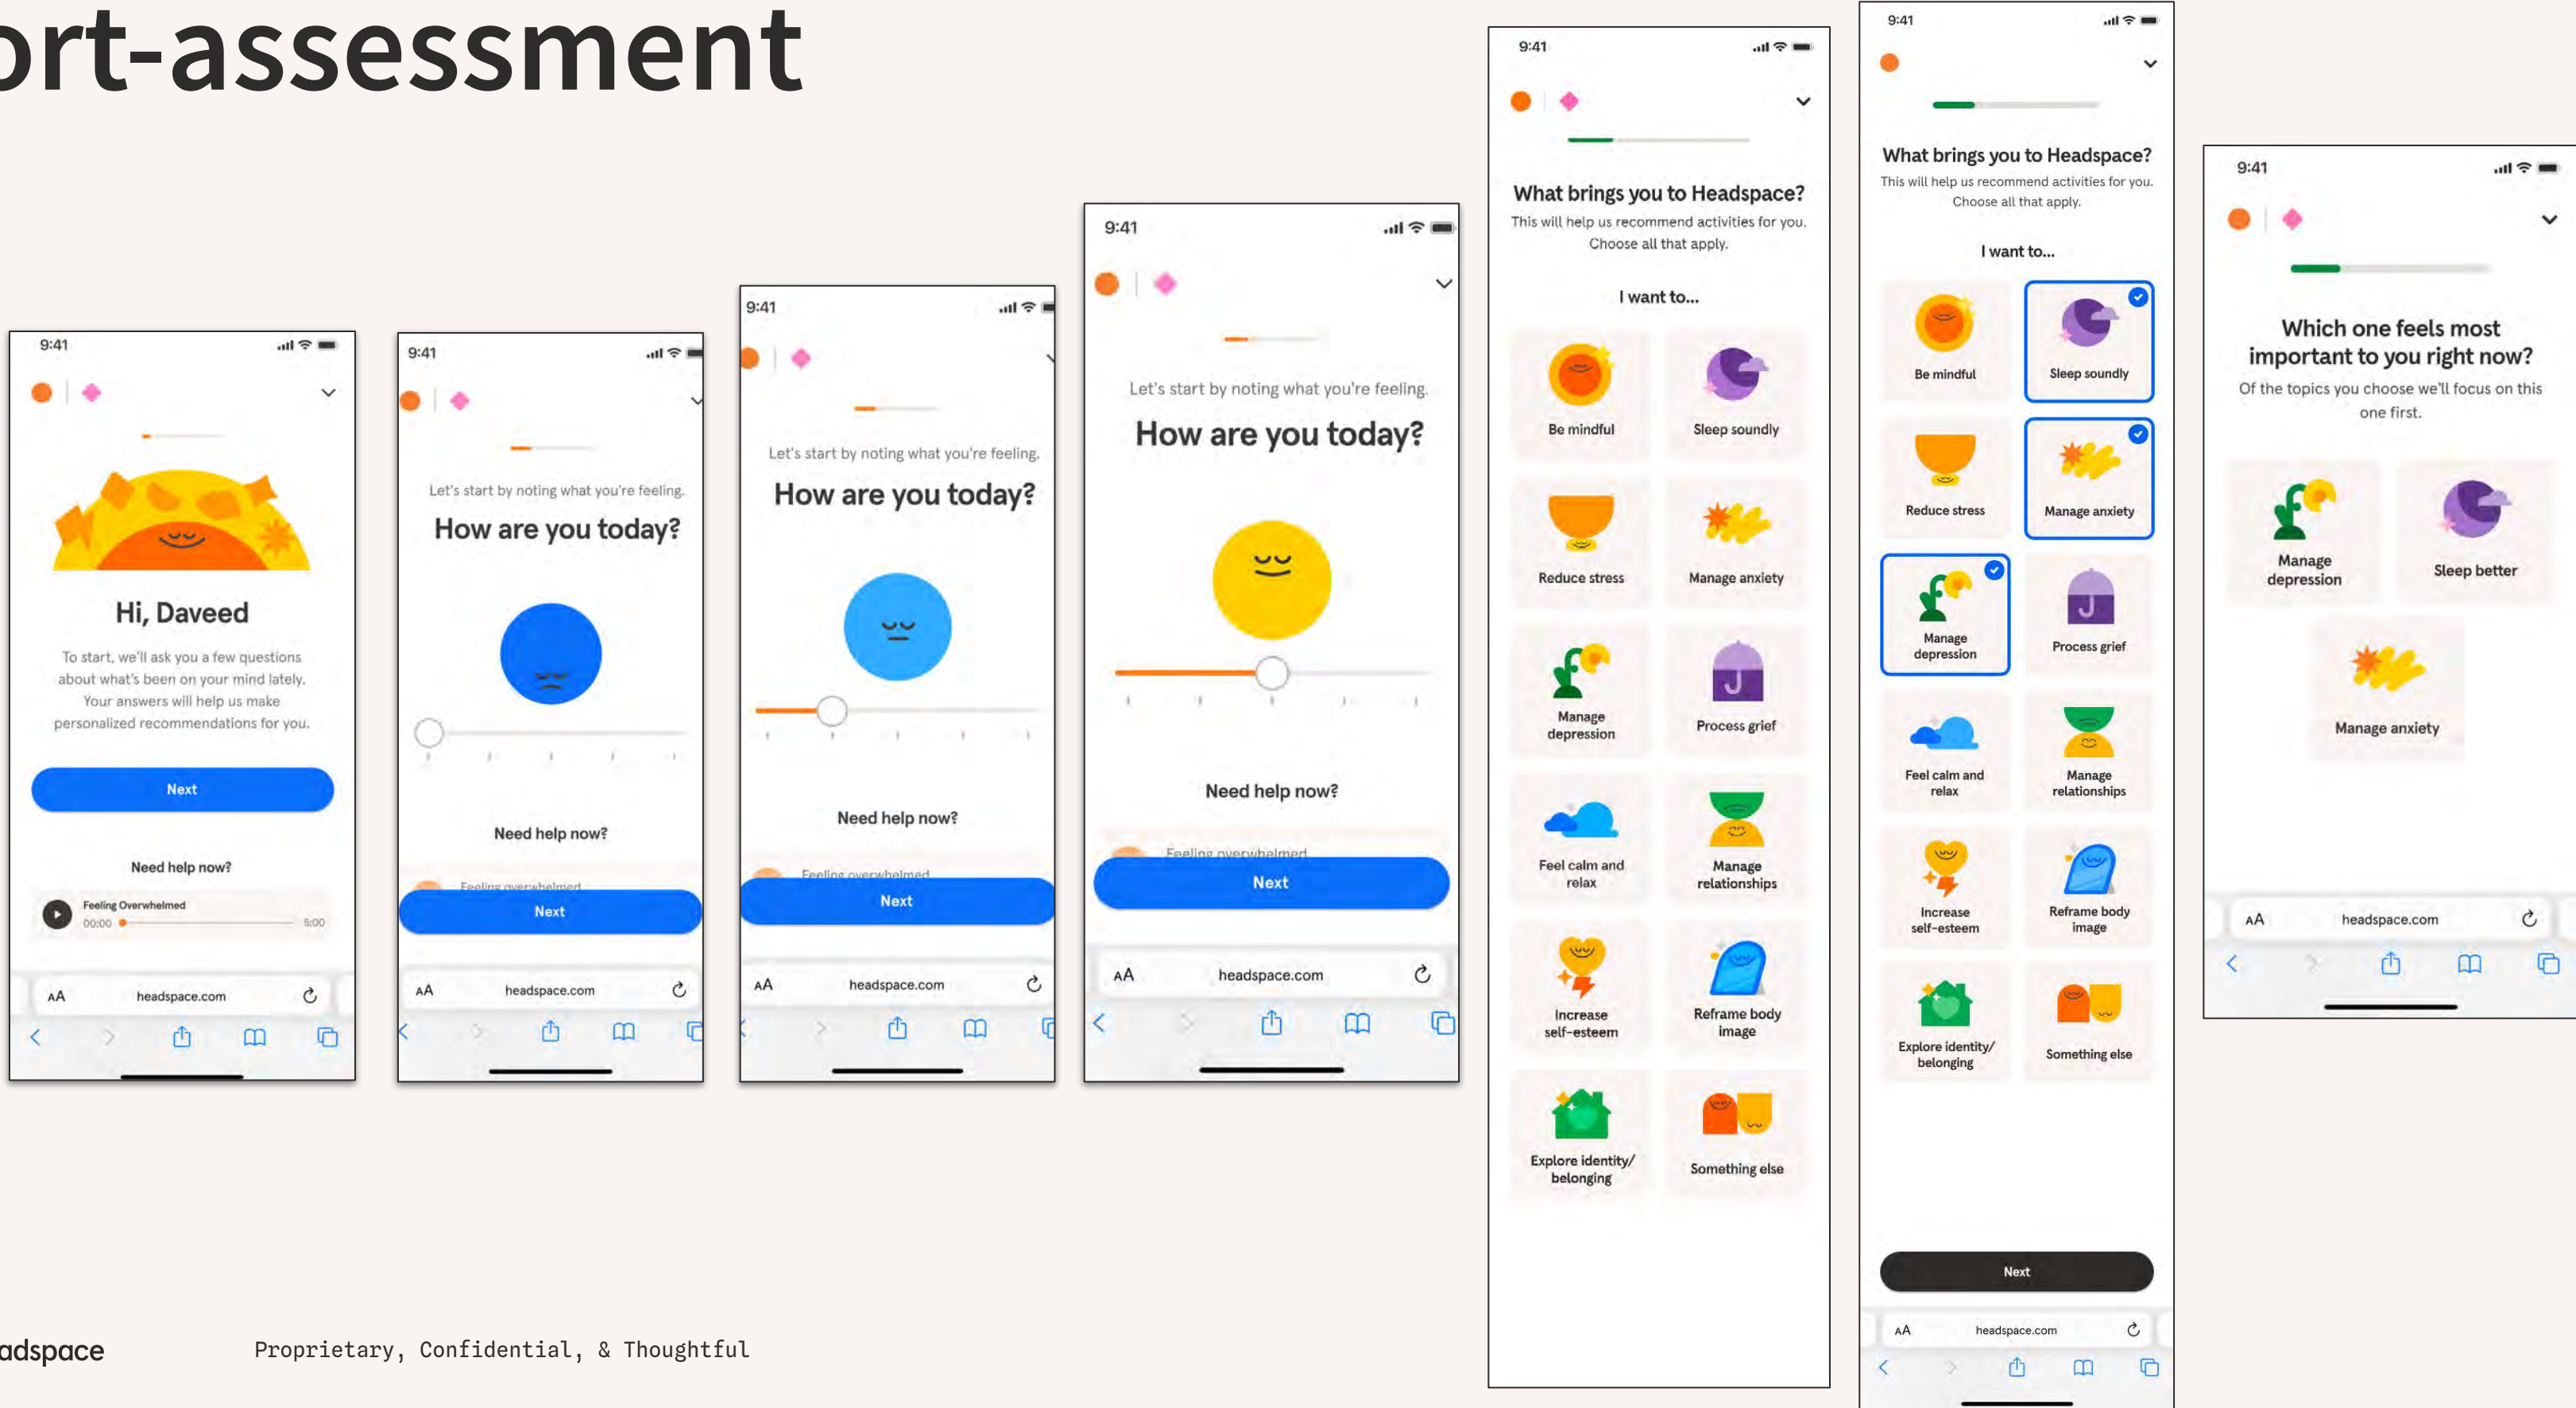 ort-assessment
9:41
Hi, Daveed
To start, we'll ask you a few questions
about what's been on your mind lately.
Your answers will help us make
personalized recommendations for you.
Next
Need help now?
Feeling Overwhelmed
00:00
5:00
AA
headspace.com
9:41
Let's start by noting what you're feeling.
How are you today?
Need help now?
Feeling overwhelmed
Next
AA
headspace.com
9:41
Let's start by noting what you're feeling.
How are you today?
Need help now?
Feeling overwhelmed
Next
AA
headspace.com
9:41
Let's start by noting what you're feeling.
How are you today?
Need help now?
Feeling overwhelmed
Next
AA
headspace.com
9:41
What brings you to Headspace?
This will help us recommend activities for you.
Choose all that apply.
I want to...
Be mindful
Sleep soundly
Reduce stress
Manage anxiety
Manage
depression
Process grief
Feel calm and
relax
Manage
relationships
Increase
self-esteem
Reframe body
image
Explore identity/
belonging
Something else
9:41
What brings you to Headspace?
This will help us recommend activities for you.
Choose all that apply.
I want to...
Be mindful
Sleep soundly
Reduce stress
Manage anxiety
Manage
depression
Process grief
Feel calm and
relax
Manage
relationships
Increase
self-esteem
Reframe body
image
Explore identity/
belonging
Something else
Next
AA
headspace.com
9:41
Which one feels most
important to you right now?
Of the topics you choose we'll focus on this
one first.
Manage
depression
Sleep better
Manage anxiety
AA
headspace.com
adspace
Proprietary, Confidential, & Thoughtful